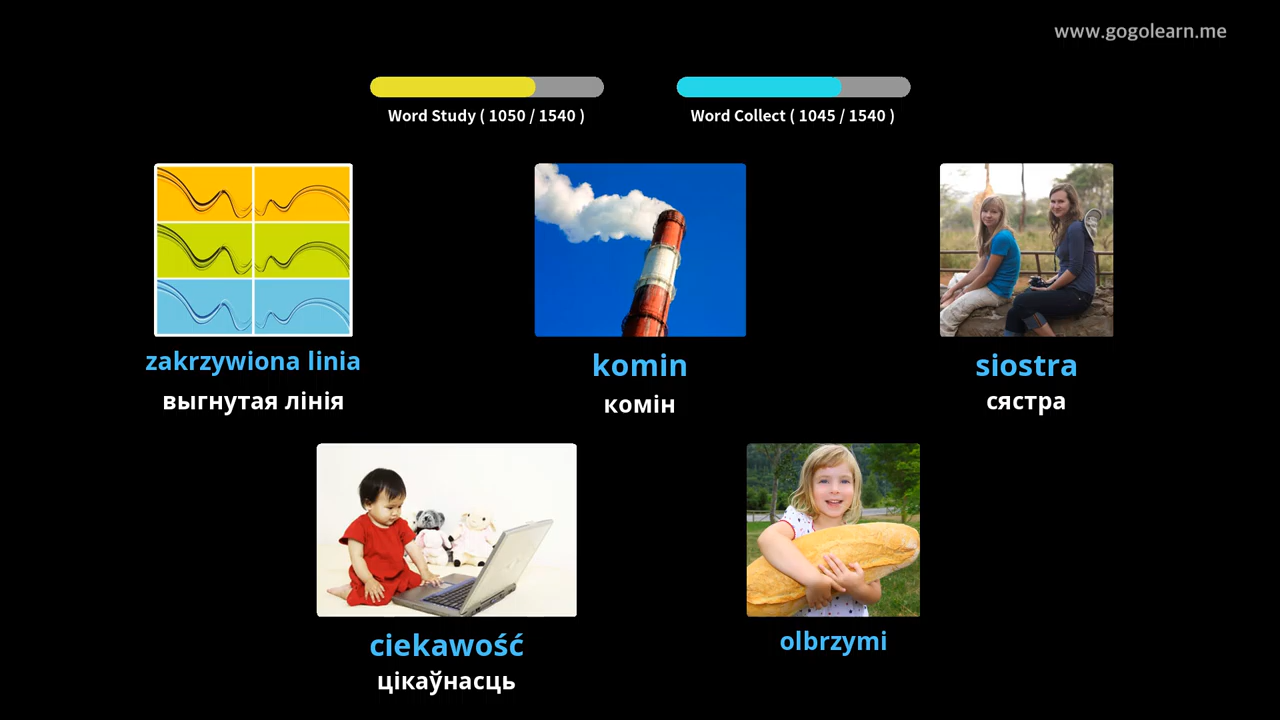 www.gogolearn.me
Word Study ( 1050 / 1540 )
Word Collect ( 1045 / 1540 )
zakrzywiona linia
выгнутая лінія
komin
комін
siostra
сястра
ciekawość
цікаўнасць
olbrzymi